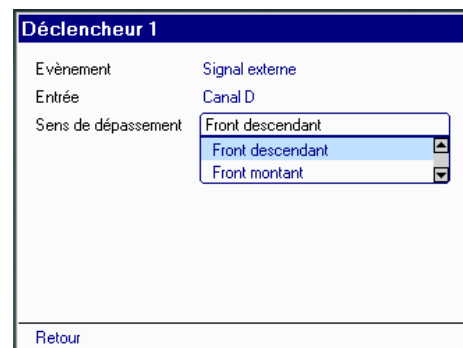 Déclencheur 1
Evènement Signal externe
Entrée Canal D
Sens de dépassement Front descendant
Front descendant
Front montant
Retour